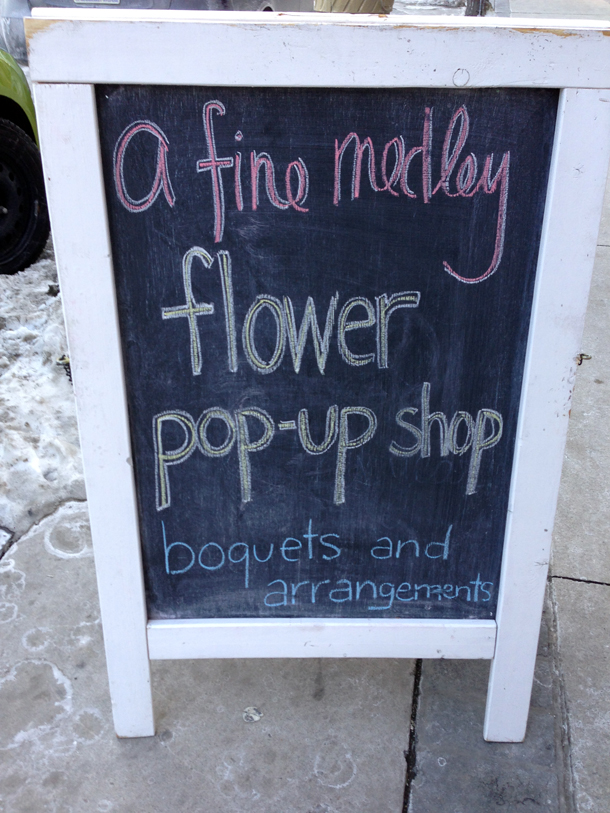 a fine medley
flower
pop-up shop
boquets and
arrangements